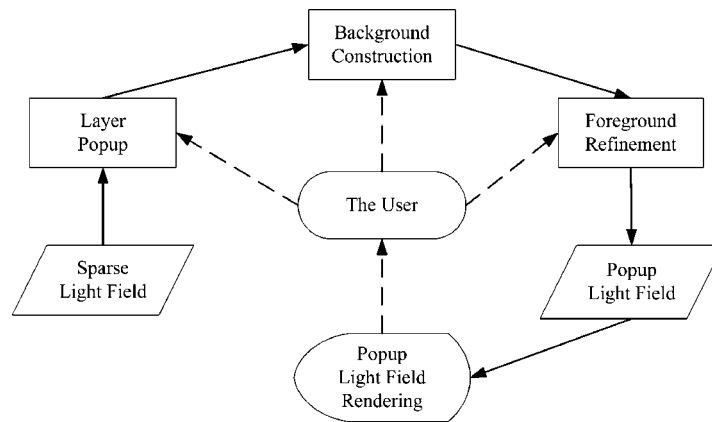 Background
Construction
Layer
Popup
Foreground
Refinement
The User
Sparse
Light Field
Popup
Light Field
Popup
Light Field
Rendering